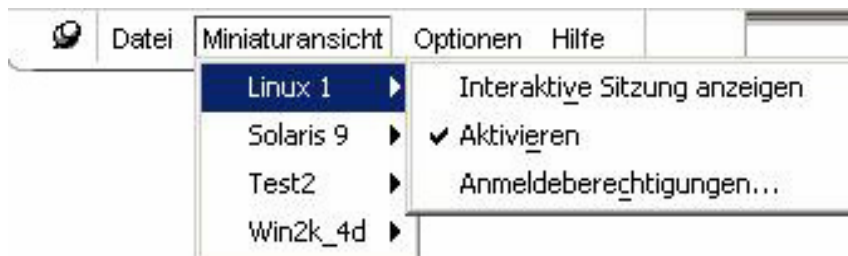 Datei Miniaturansicht Optionen Hilfe
Linux 1
Interaktive Sitzung anzeigen
Solaris 9
Aktivieren
Test2
Anmeldeberechtigungen...
Win2k_4d